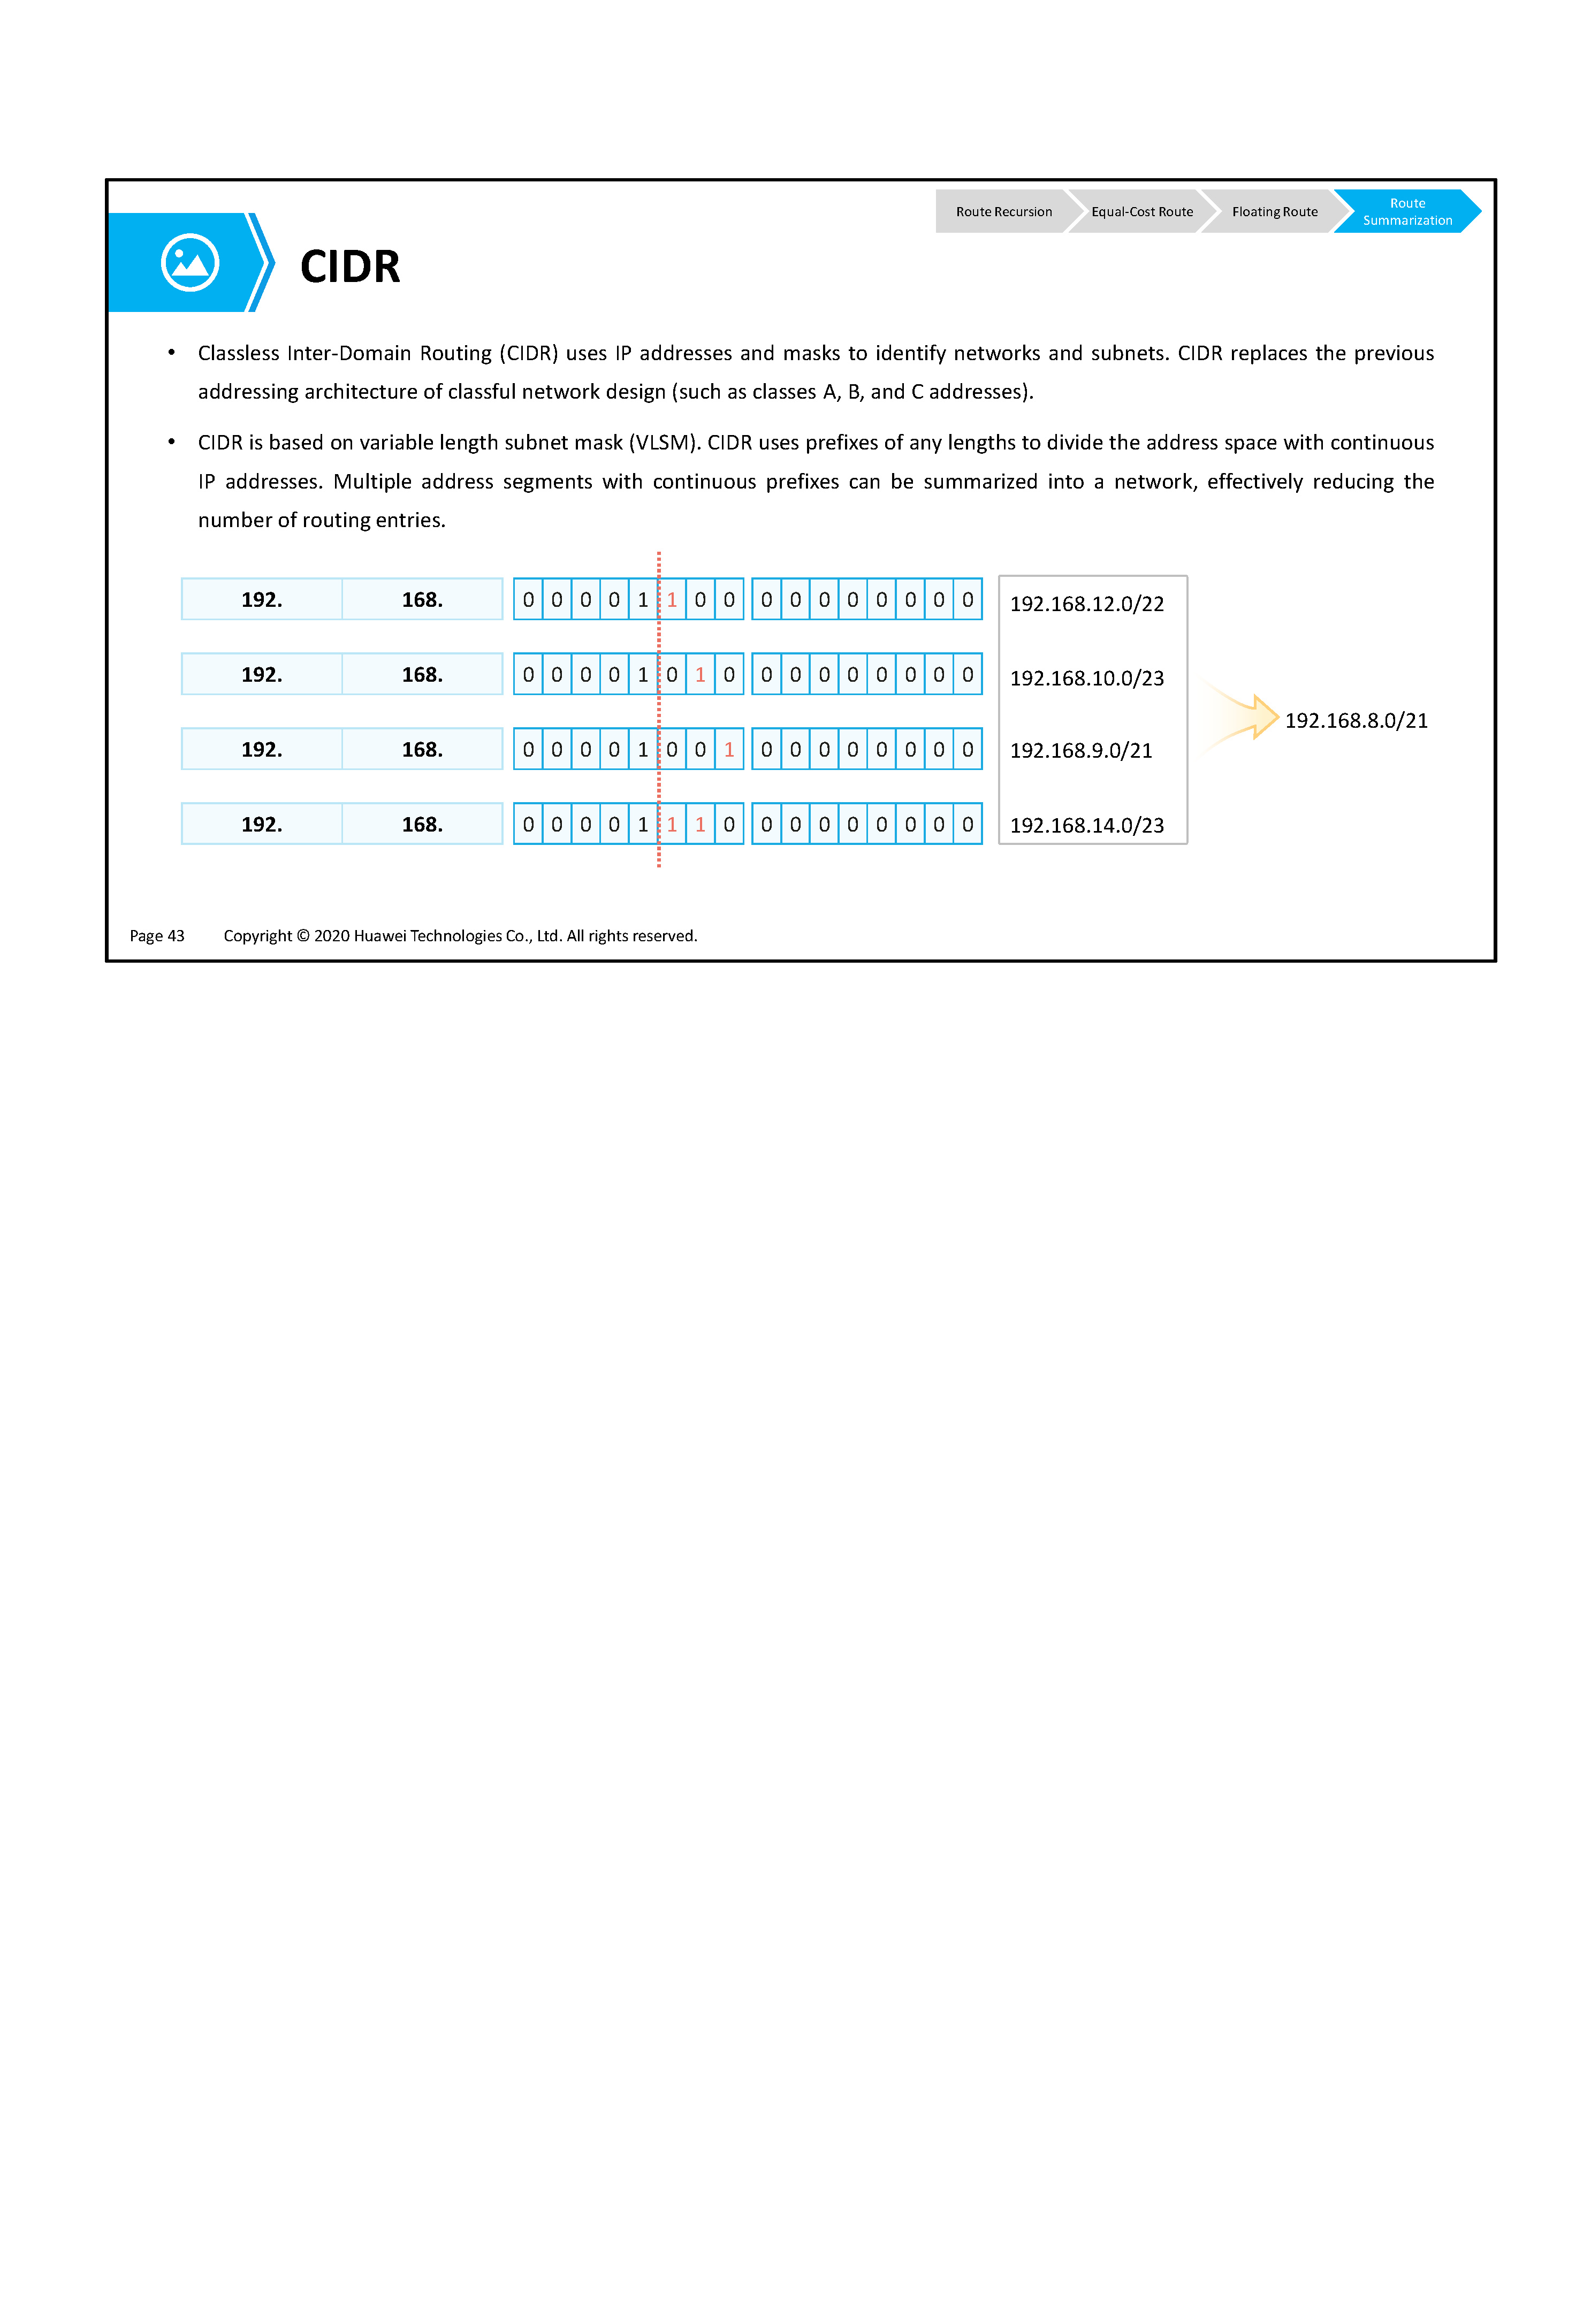 Route Recursion Equal-Cost Route Floating Route Route
Summarization
CIDR
• Classless Inter-Domain Routing (CIDR) uses IP addresses and masks to identify networks and subnets. CIDR replaces the previous
addressing architecture of classful network design (such as classes A, B, and C addresses).
• CIDR is based on variable length subnet mask (VLSM). CIDR uses prefixes of any lengths to divide the address space with continuous
IP addresses. Multiple address segments with continuous prefixes can be summarized into a network, effectively reducing the
number of routing entries.
192. 168. 0 0 0 0 1 1 0 0 0 0 0 0 0 0 0 0 192.168.12.0/22
192. 168. 0 0 0 0 1 0 1 0 0 0 0 0 0 0 0 0 192.168.10.0/23
192.168.8.0/21
192. 168. 0 0 0 0 1 0 0 1 0 0 0 0 0 0 0 0 192.168.9.0/21
192. 168. 0 0 0 0 1 1 1 0 0 0 0 0 0 0 0 0 192.168.14.0/23
Page 43 Copyright © 2020 Huawei Technologies Co., Ltd. All rights reserved.